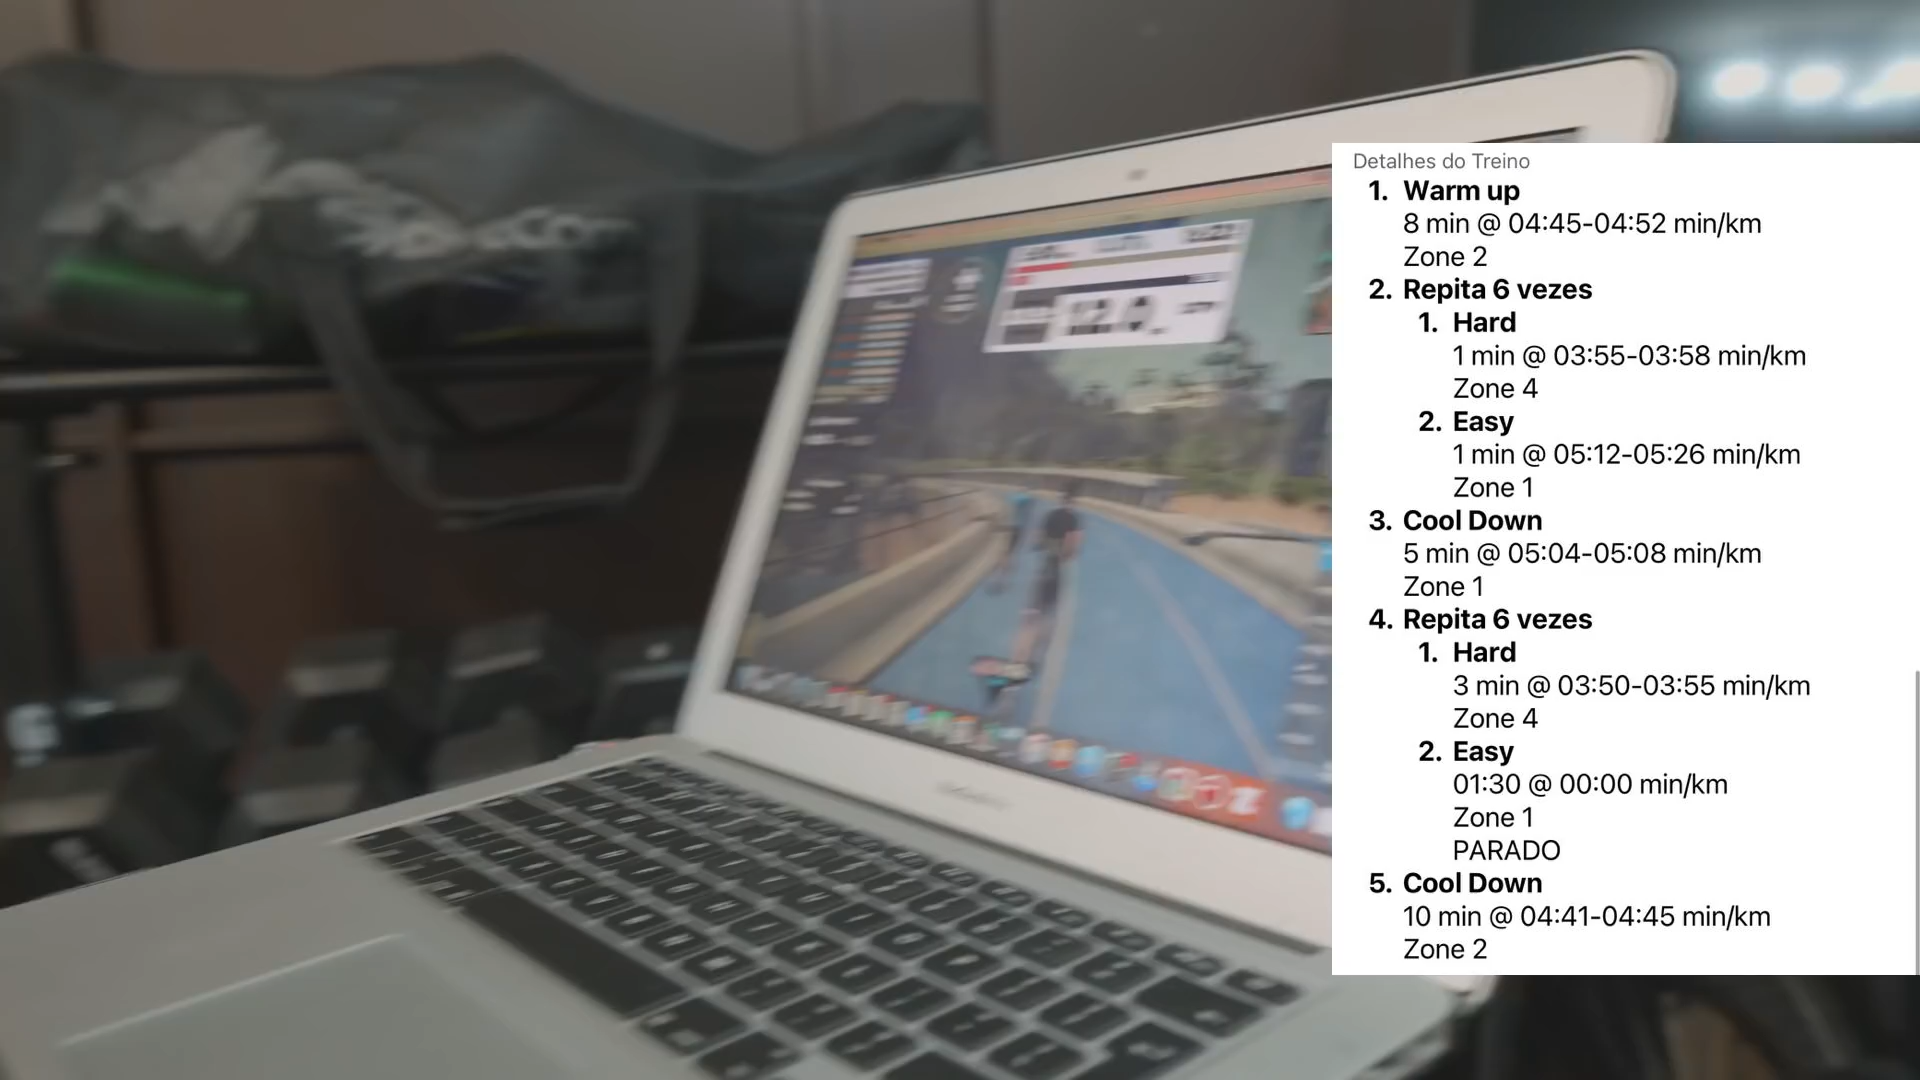 Detalhes do Treino
1. Warm up
8 min @ 04:45-04:52 min/km
Zone 2
2. Repita 6 vezes
1. Hard
1 min @ 03:55-03:58 min/km
Zone 4
2. Easy
1 min @ 05:12-05:26 min/km
Zone 1
3. Cool Down
5 min @ 05:04-05:08 min/km
Zone 1
4. Repita 6 vezes
1. Hard
3 min @ 03:50-03:55 min/km
Zone 4
2. Easy
01:30 @ 00:00 min/km
Zone 1
PARADO
5. Cool Down
10 min @ 04:41-04:45 min/km
Zone 2
12.0